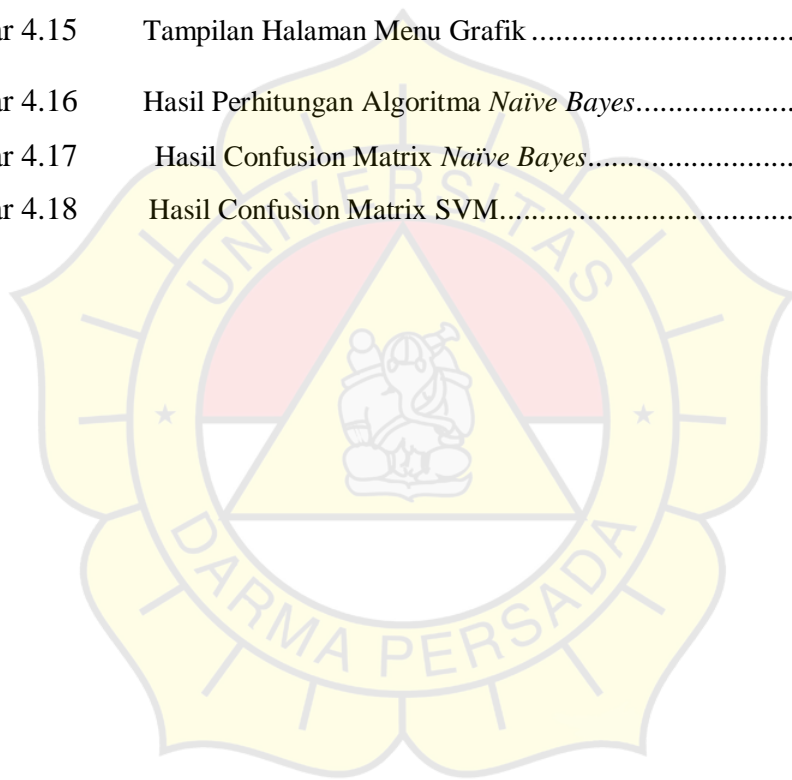 ar 4.15 Tampilan Halaman Menu Grafik ................................
ar 4.16 Hasil Perhitungan Algoritma Naïve Bayes....................
ar 4.17 Hasil Confusion Matrix Naïve Bayes..........................
ar 4.18 Hasil Confusion Matrix SVM.....................................
UNIVERSITAS
DARMA PERSADA